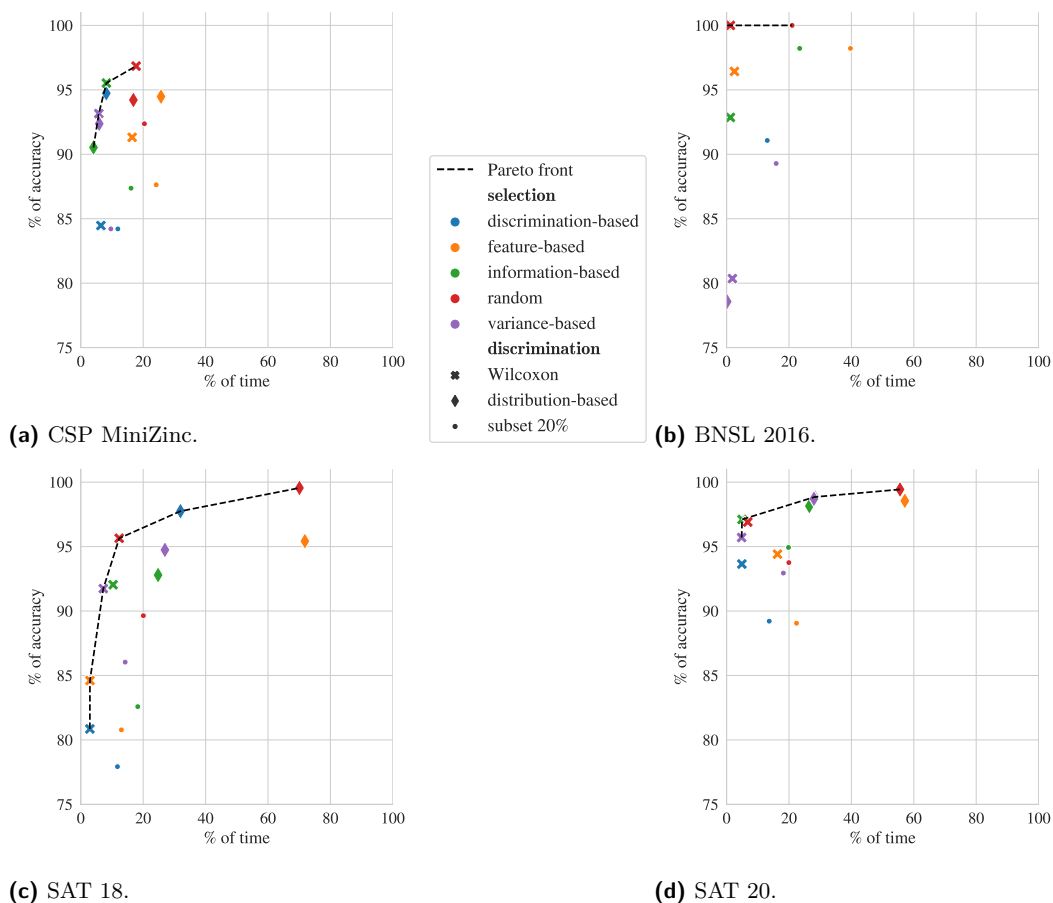 100
95
90
85
80
75
% of accuracy
0 20 40 60 80 100
% of time
(a) CSP MiniZinc.
Pareto front
selection
discrimination-based
feature-based
information-based
random
variance-based
discrimination
Wilcoxon
distribution-based
subset 20%
100
95
90
85
80
75
% of accuracy
0 20 40 60 80 100
% of time
(b) BNSL 2016.
100
95
90
85
80
75
% of accuracy
0 20 40 60 80 100
% of time
(c) SAT 18.
100
95
90
85
80
75
% of accuracy
0 20 40 60 80 100
% of time
(d) SAT 20.